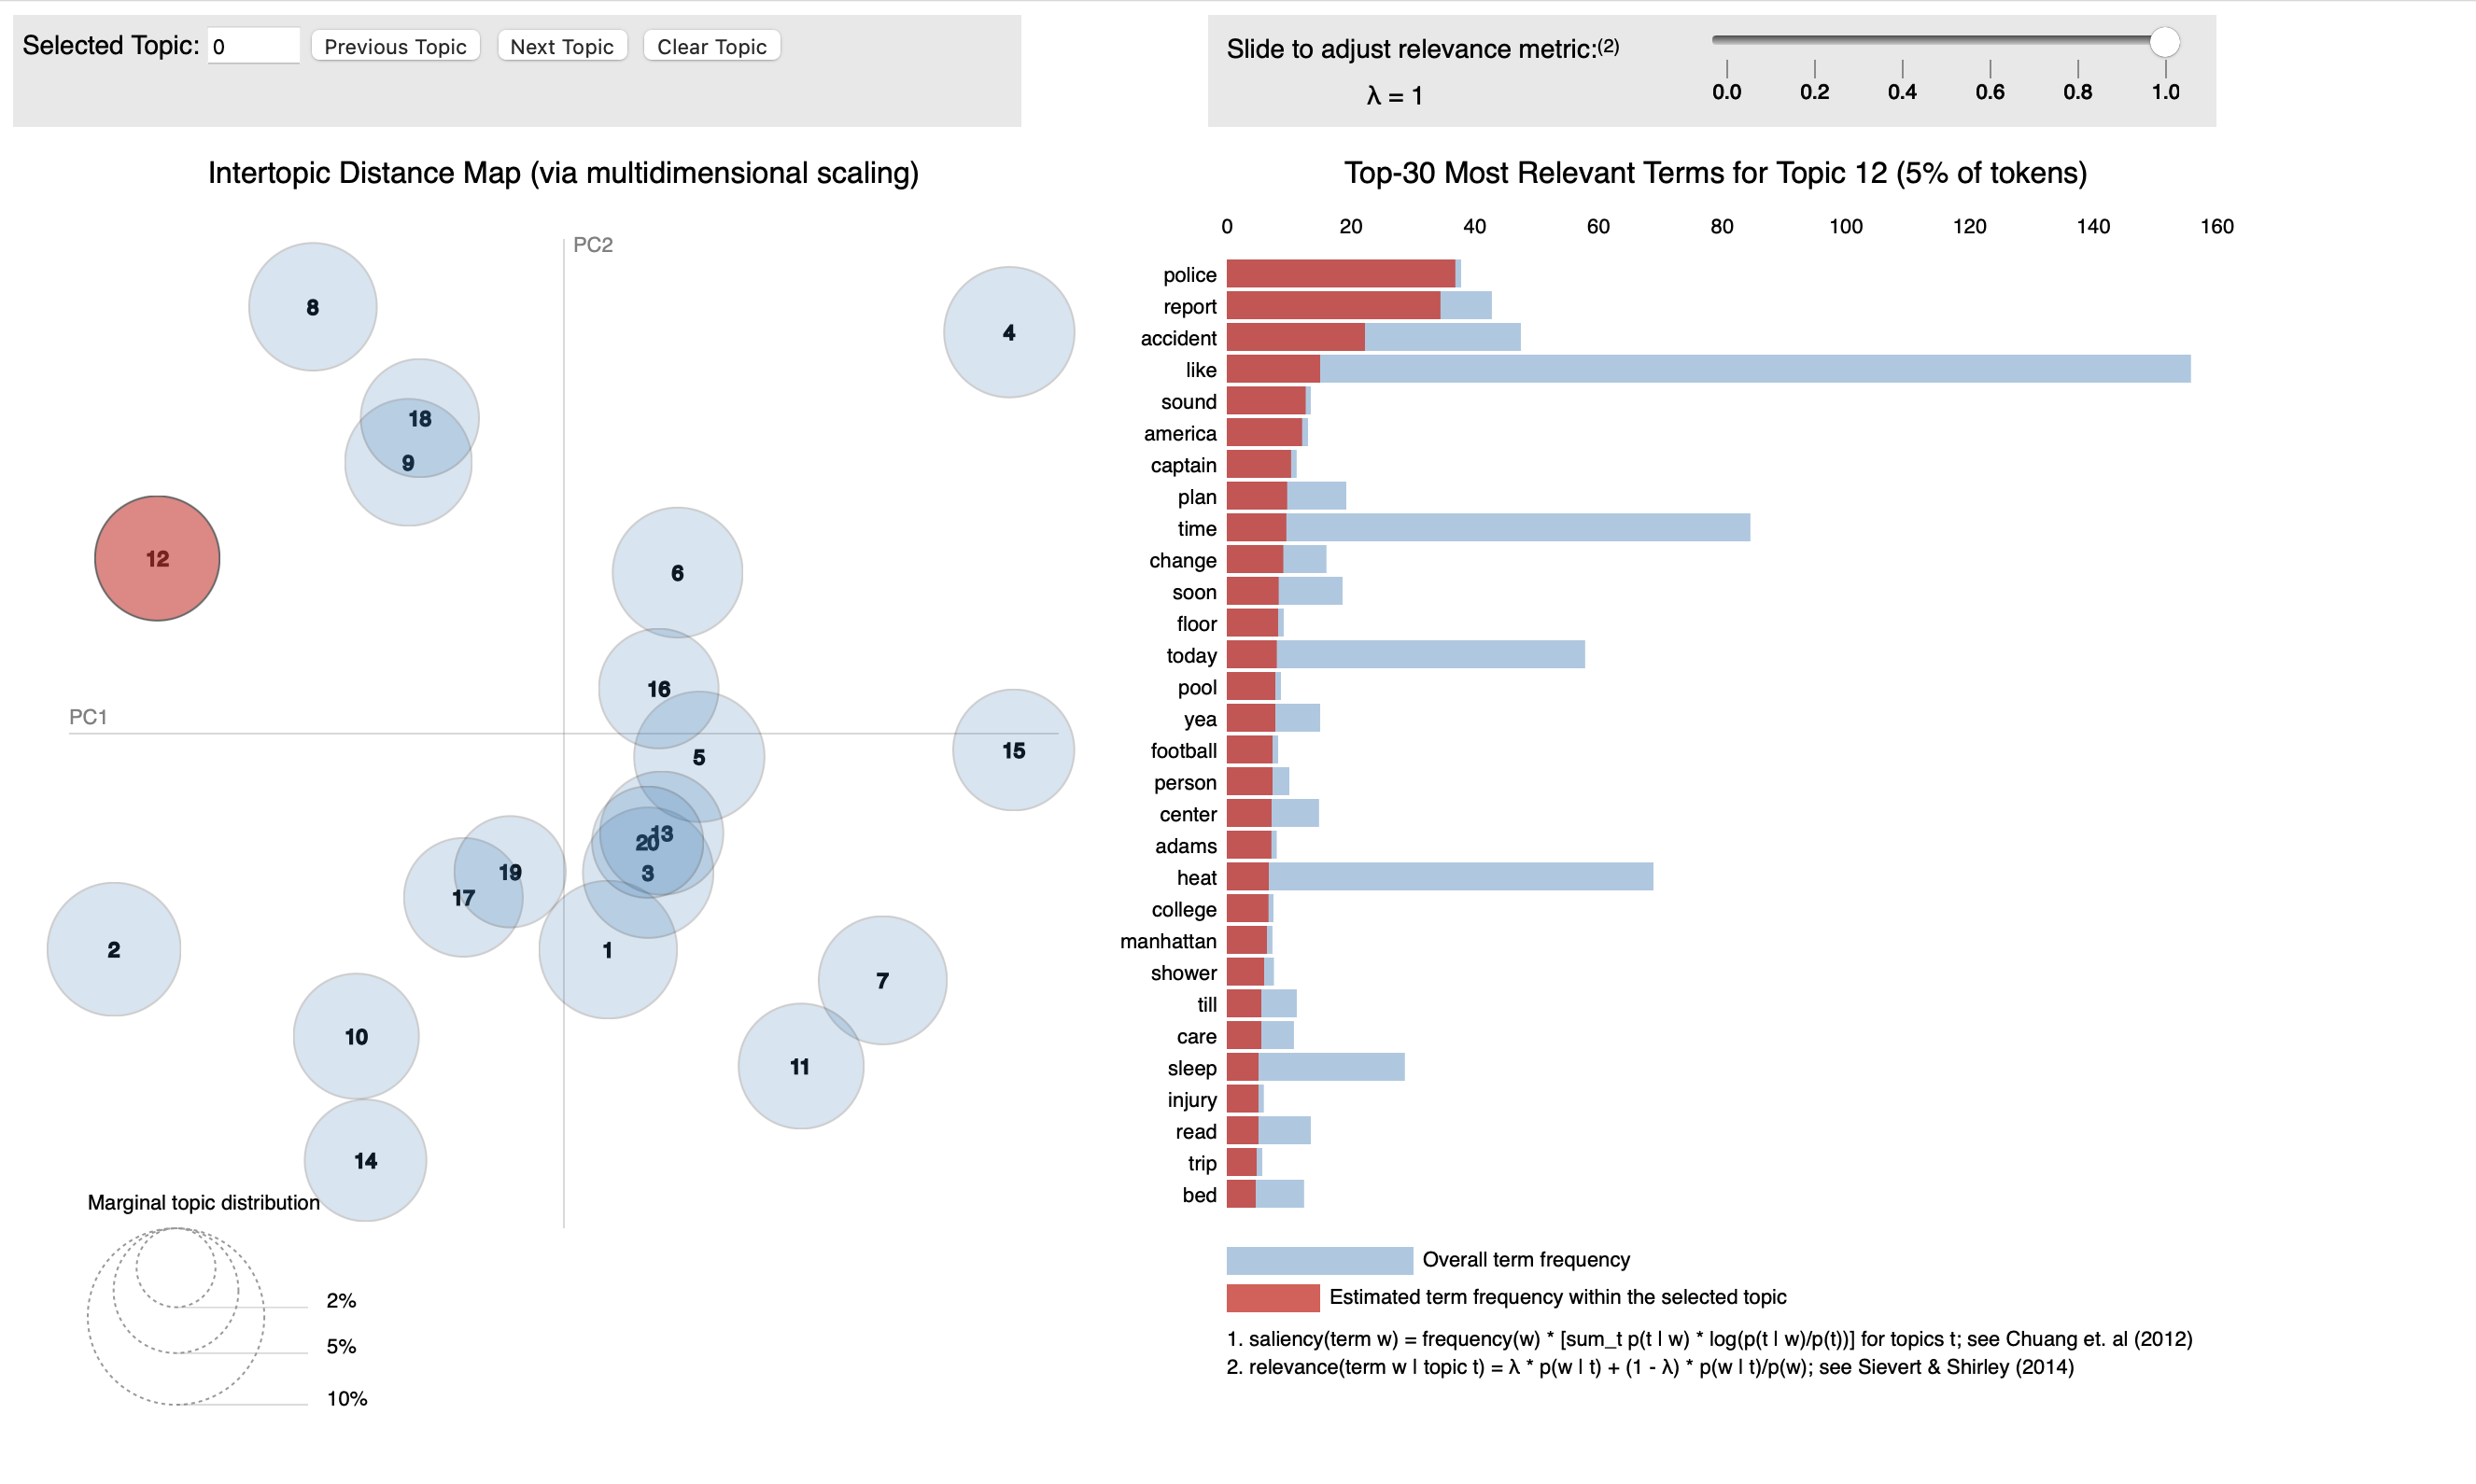 Selected Topic: 0 Previous Topic Next Topic Clear Topic
Slide to adjust relevance metric:(2)
λ = 1
0.0 0.2 0.4 0.6 0.8 1.0
Intertopic Distance Map (via multidimensional scaling)
PC2
PC1
8
4
18
9
12
6
16
5
15
13
20
3
19
17
2
1
7
10
11
14
Marginal topic distribution
2%
5%
10%
Top-30 Most Relevant Terms for Topic 12 (5% of tokens)
0 20 40 60 80 100 120 140 160
police
report
accident
like
sound
america
captain
plan
time
change
soon
floor
today
pool
yea
football
person
center
adams
heat
college
manhattan
shower
till
care
sleep
injury
read
trip
bed
Overall term frequency
Estimated term frequency within the selected topic
1. saliency(term w) = frequency(w) * [sum_t p(t | w) * log(p(t | w)/p(t))] for topics t; see Chuang et. al (2012)
2. relevance(term w | topic t) = λ * p(w | t) + (1 - λ) * p(w | t)/p(w); see Sievert & Shirley (2014)